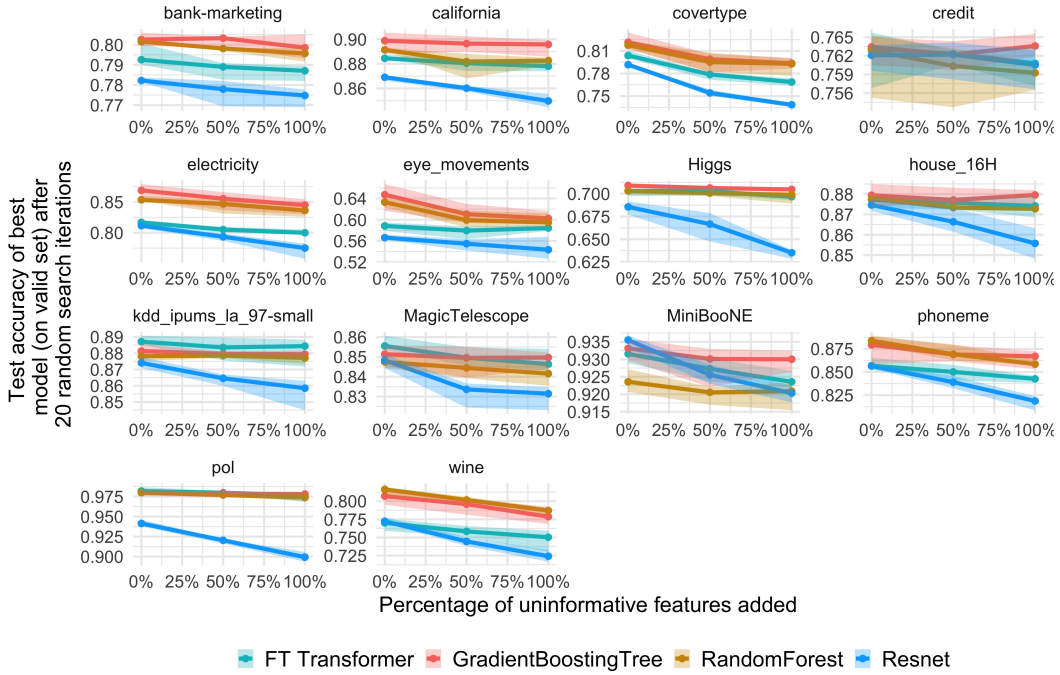 bank-marketing california covertype credit
0.80 0.79 0.78 0.77
0.90 0.88 0.86
0.81 0.78 0.75
0.765 0.762 0.759 0.756
0% 25% 50% 75% 100% 0% 25% 50% 75% 100% 0% 25% 50% 75% 100% 0% 25% 50% 75% 100%
electricity eye_movements Higgs house_16H
0.85 0.80
0.64 0.60 0.56 0.52
0.700 0.675 0.650 0.625
0.88 0.87 0.86 0.85
0% 25% 50% 75% 100% 0% 25% 50% 75% 100% 0% 25% 50% 75% 100% 0% 25% 50% 75% 100%
Test accuracy of best
model (on valid set) after
20 random search iterations
kdd_ipums_la_97-small MagicTelescope MiniBooNE phoneme
0.89 0.88 0.87 0.86 0.85
0.86 0.85 0.84 0.83
0.935 0.930 0.925 0.920 0.915
0.875 0.850 0.825
0% 25% 50% 75% 100% 0% 25% 50% 75% 100% 0% 25% 50% 75% 100% 0% 25% 50% 75% 100%
pol wine
0.975 0.950 0.925 0.900
0.800 0.775 0.750 0.725
0% 25% 50% 75% 100% 0% 25% 50% 75% 100%
Percentage of uninformative features added
FT Transformer GradientBoostingTree RandomForest Resnet